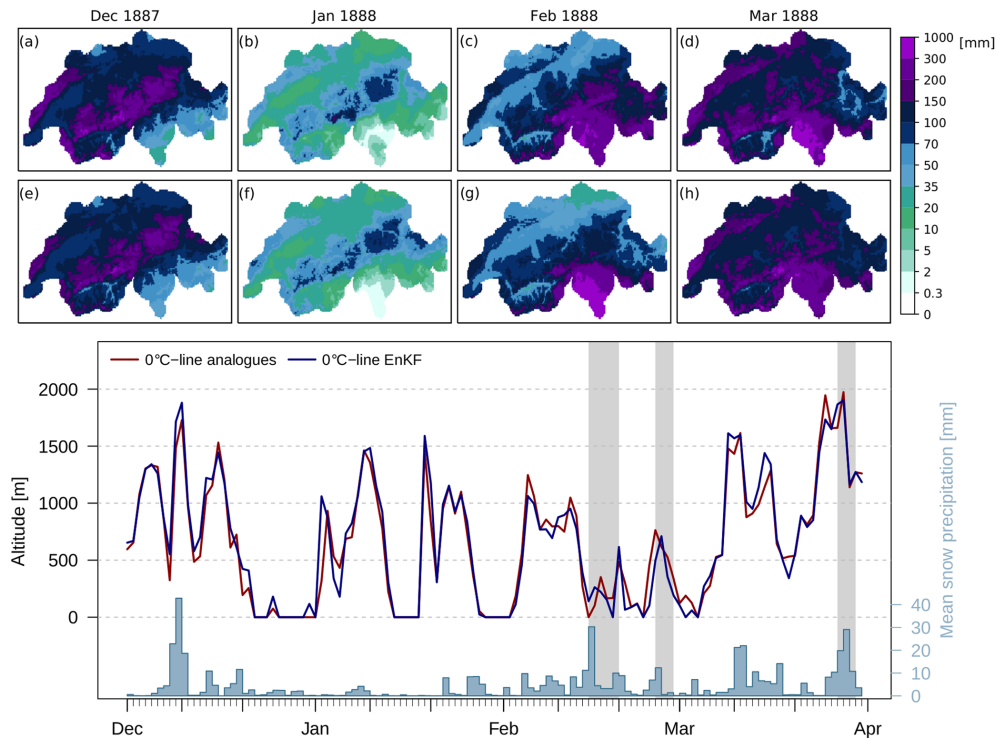 Dec 1887 Jan 1888 Feb 1888 Mar 1888
(a) (b) (c) (d)
1000 [mm]
300
200
150
100
70
50
35
20
10
5
2
0.3
0
(e) (f) (g) (h)
0°C−line analogues 0°C−line EnKF
Altitude [m]
2000
1500
1000
500
0
Mean snow precipitation [mm]
40
30
20
10
0
Dec Jan Feb Mar Apr